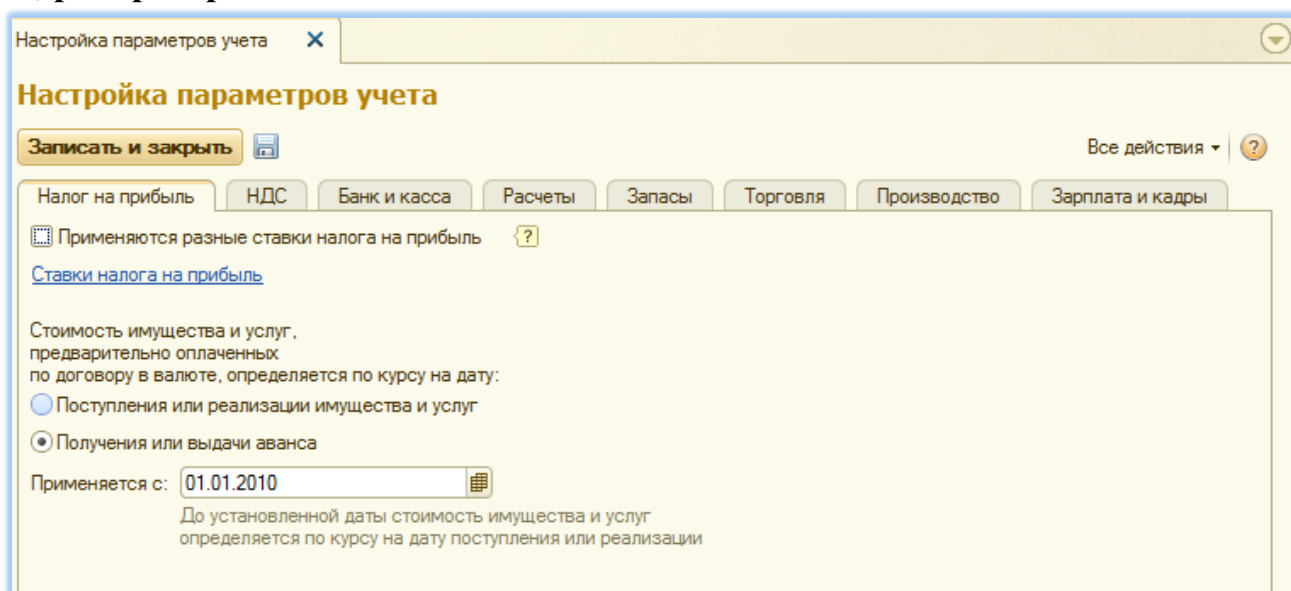 Настройка параметров учета
Настройка параметров учета
Записать и закрыть
Все действия
?
Налог на прибыль НДС Банк и касса Расчеты Запасы Торговля Производство Зарплата и кадры
Применяются разные ставки налога на прибыль ?
Ставки налога на прибыль
Стоимость имущества и услуг,
предварительно оплаченных
по договору в валюте, определяется по курсу на дату:
Поступления или реализации имущества и услуг
Получения или выдачи аванса
Применяется с: 01.01.2010
До установленной даты стоимость имущества и услуг
определяется по курсу на дату поступления или реализации